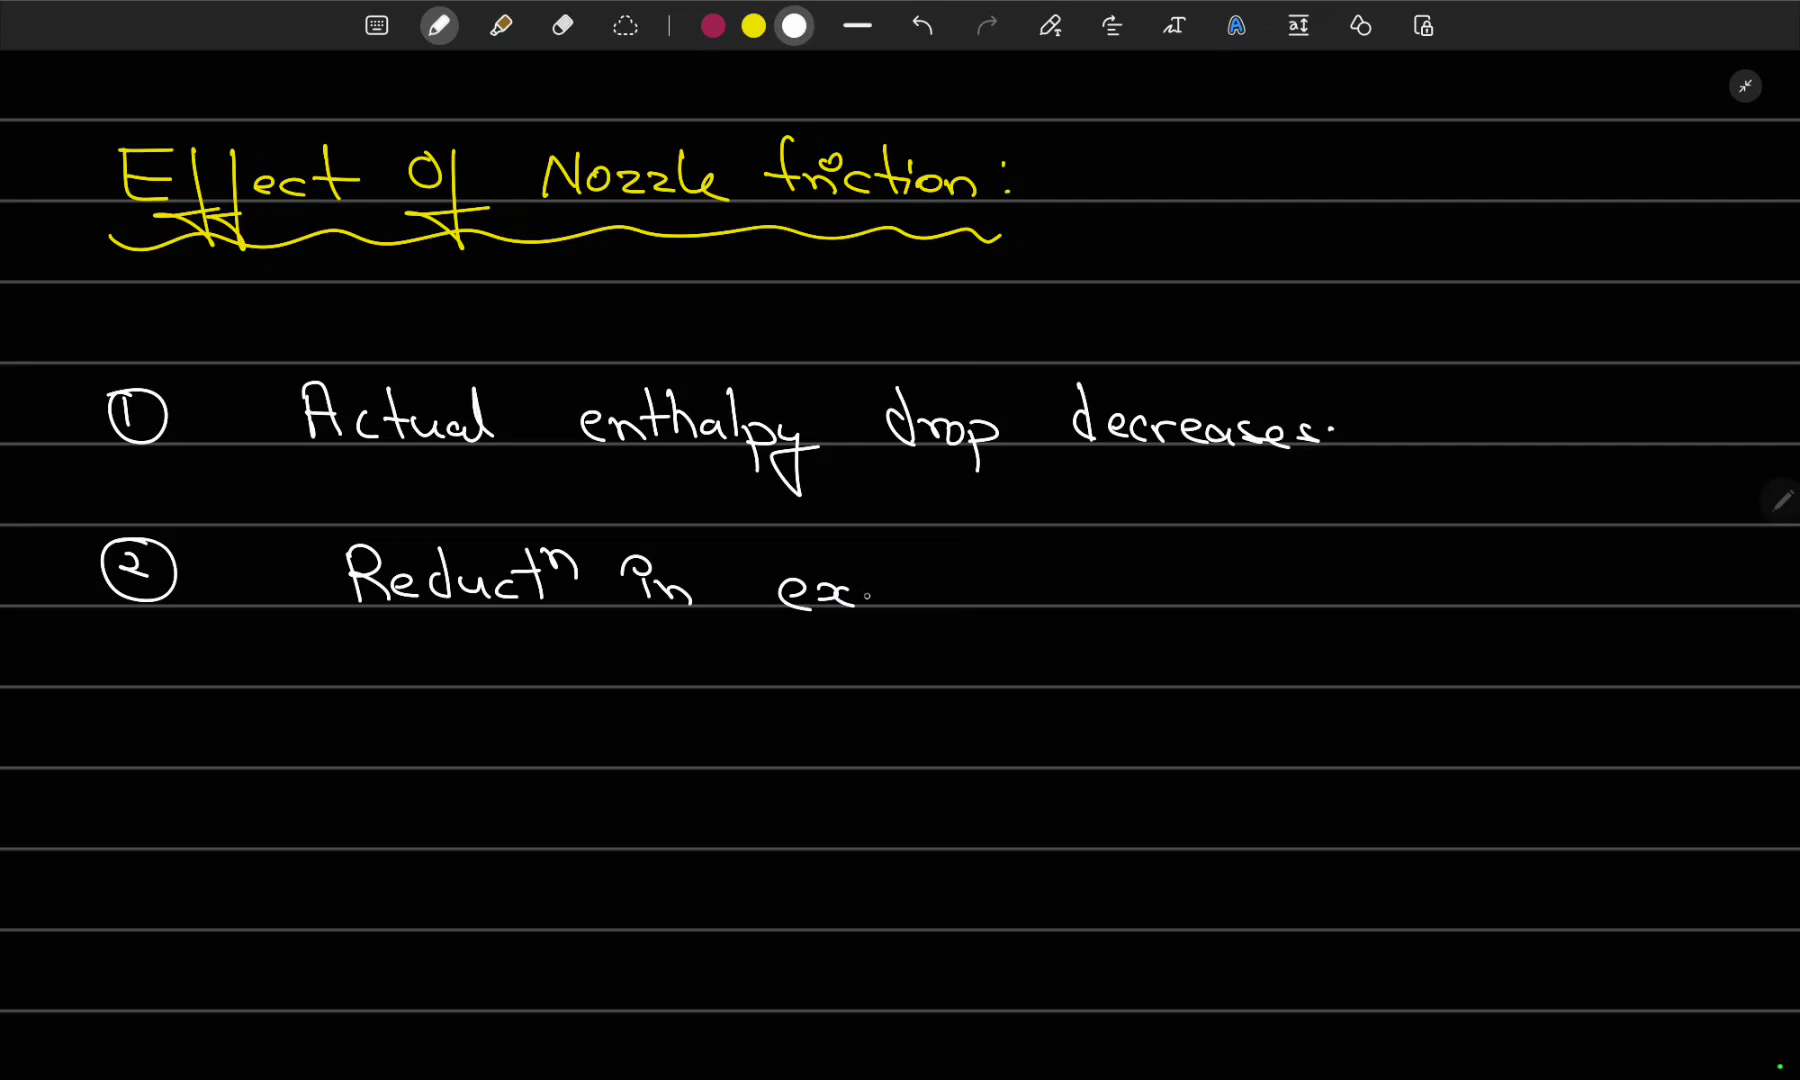 Effect Of Nozzle friction:
① Actual enthalpy drop decreases.
② Reductⁿ in ex